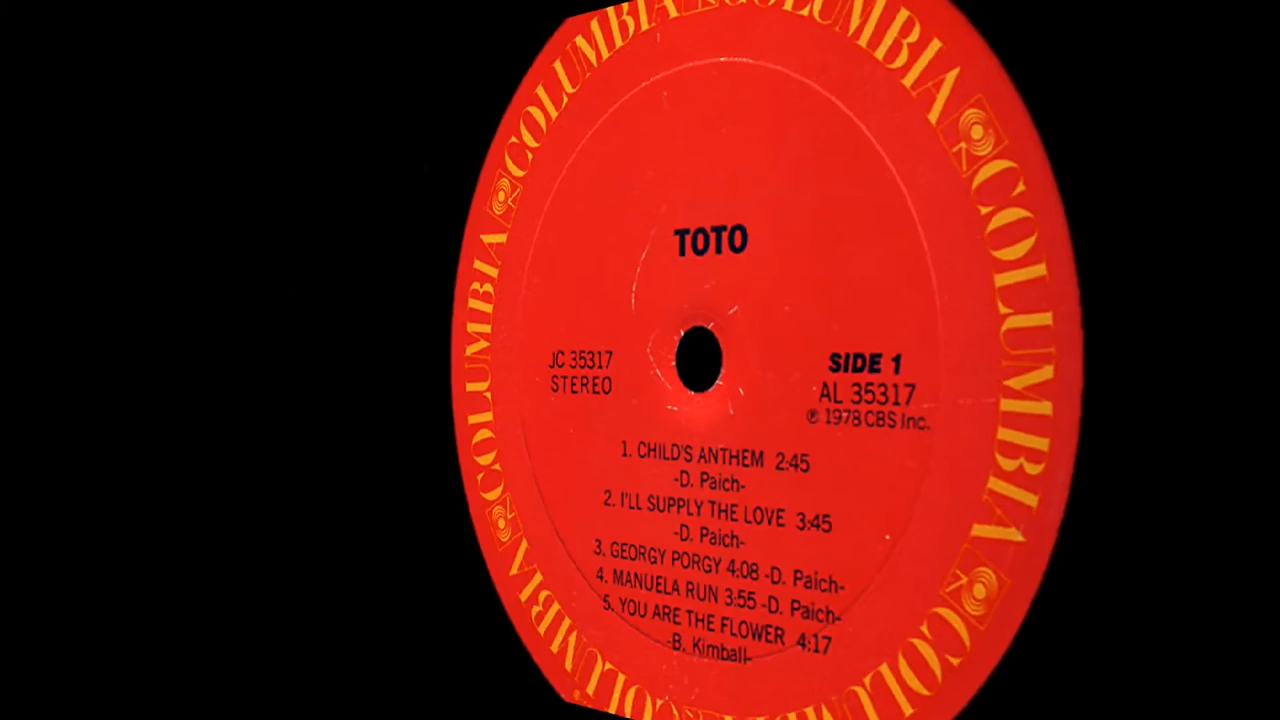 COLUMBIA COLUMBIA COLUMBIA COLUMBIA COLUMBIA COLUMBIA COLUMBIA COLUMBIA
TOTO
JC 35317
STEREO
SIDE 1
AL 35317
℗ 1978 CBS Inc.
1. CHILD'S ANTHEM 2:45
-D. Paich-
2. I'LL SUPPLY THE LOVE 3:45
-D. Paich-
3. GEORGY PORGY 4:08 -D. Paich-
4. MANUELA RUN 3:55 -D. Paich-
5. YOU ARE THE FLOWER 4:17
-B. Kimball-